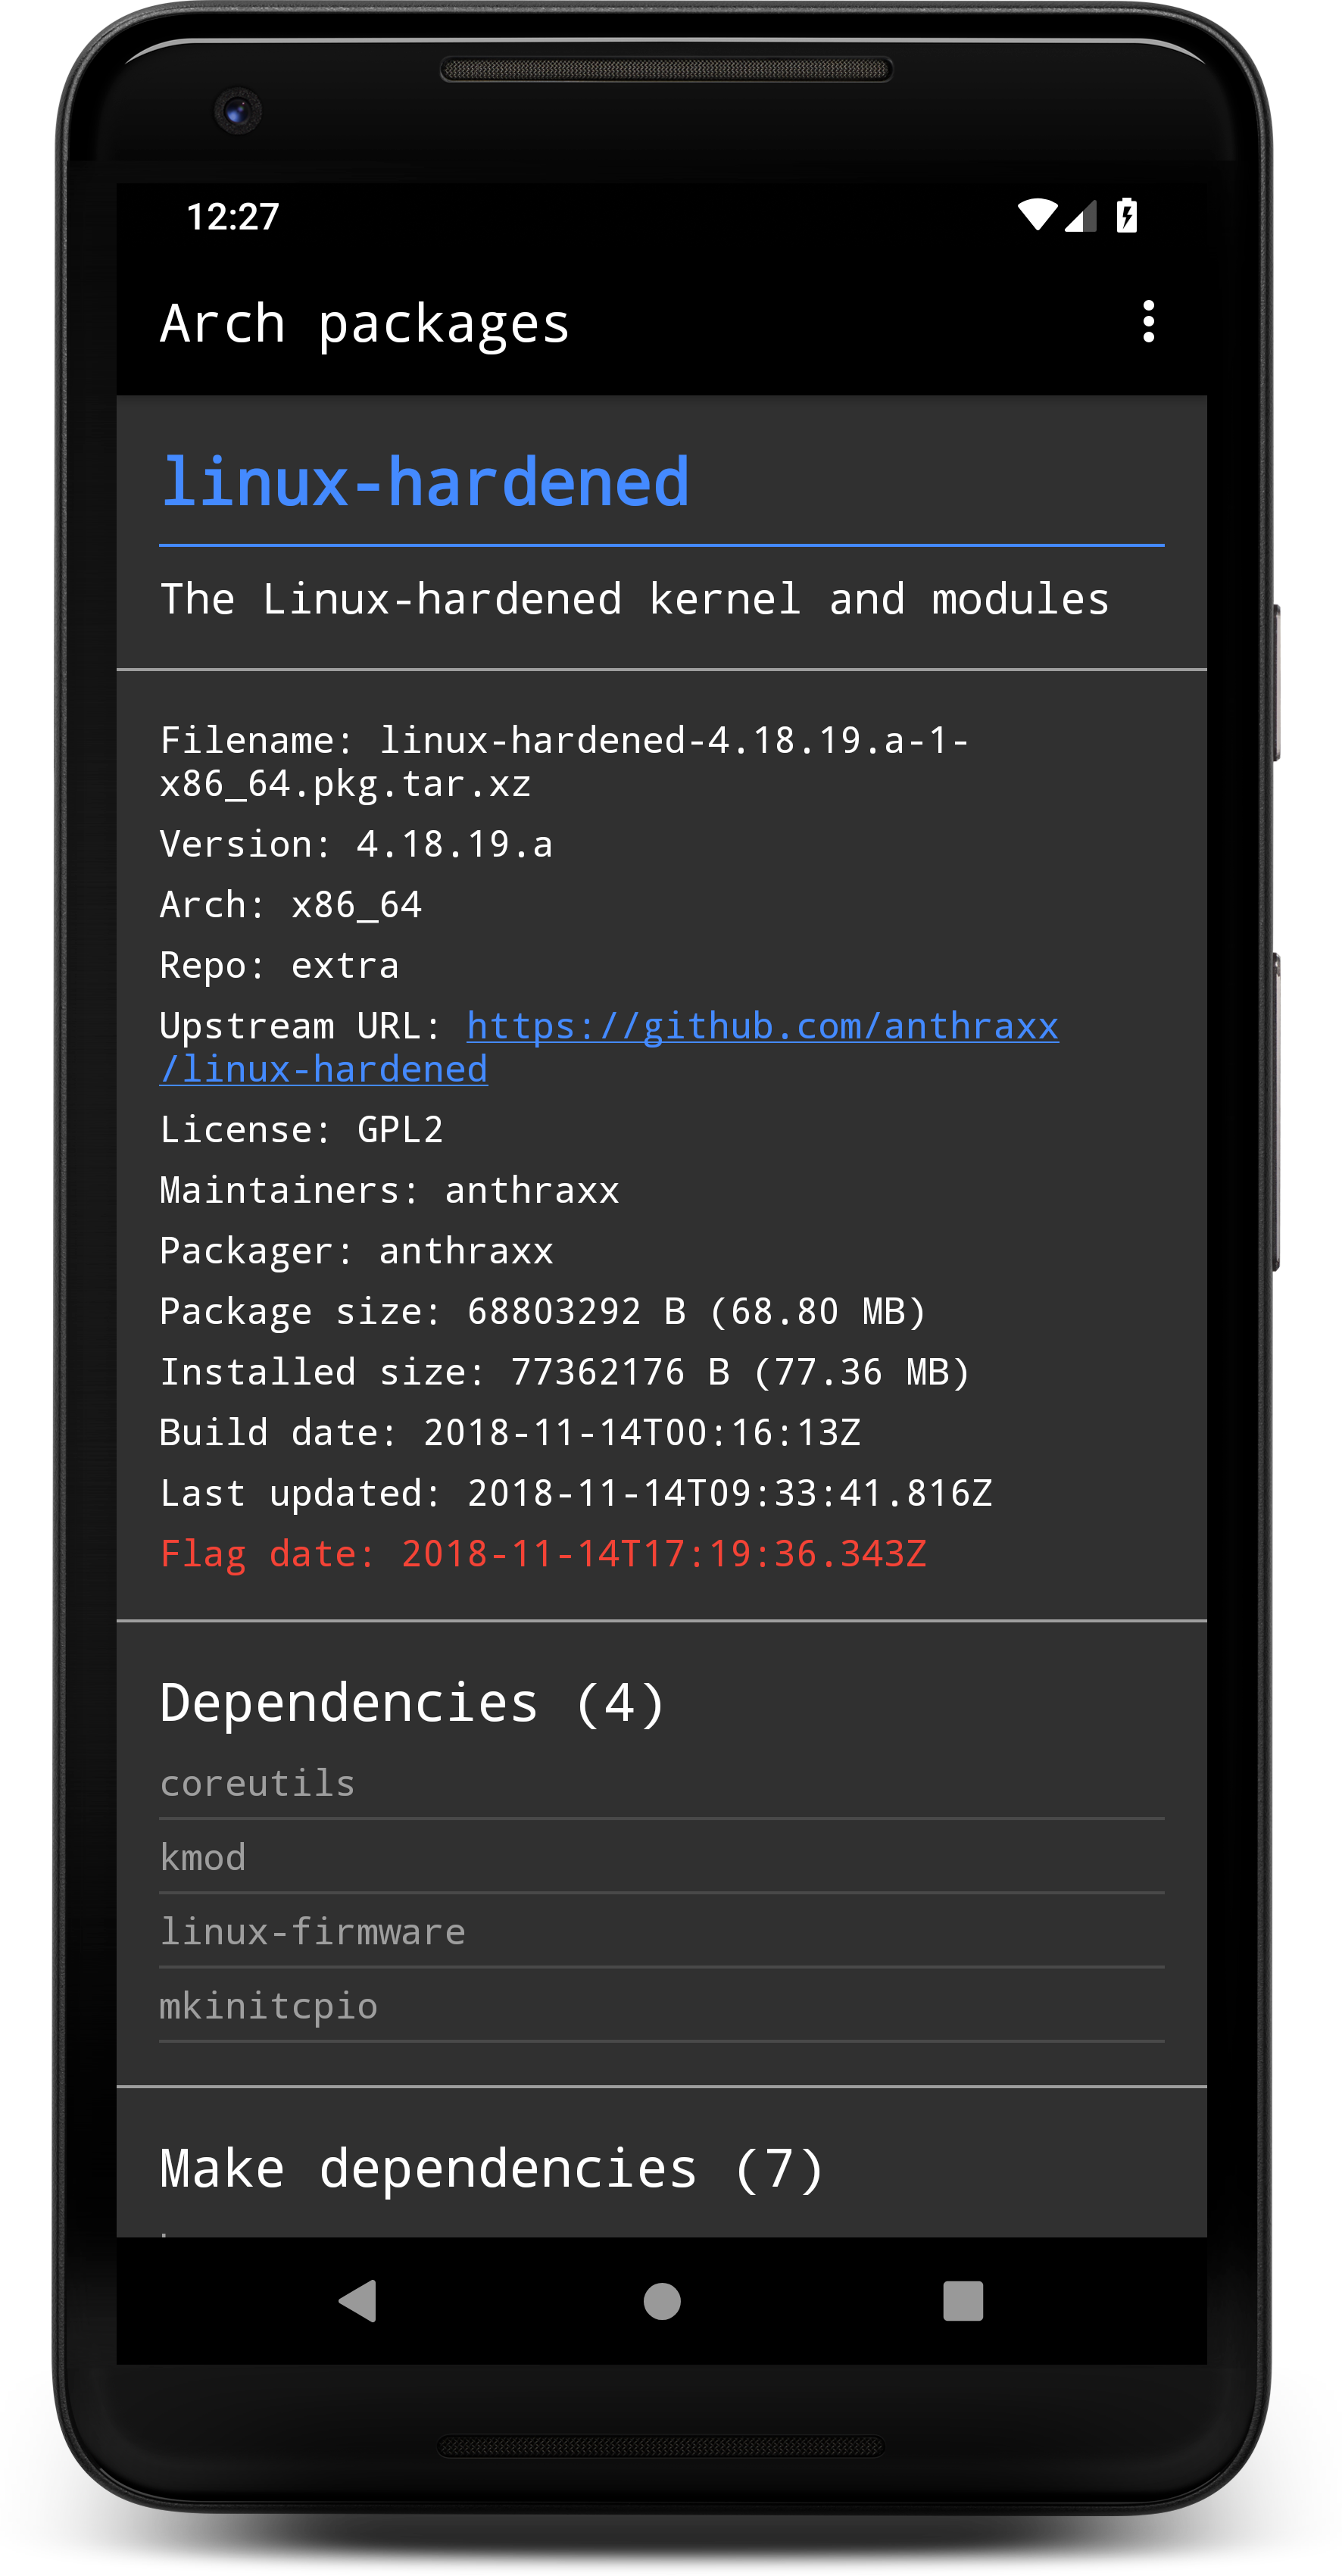 12:27
Arch packages
linux-hardened
The Linux-hardened kernel and modules
Filename: linux-hardened-4.18.19.a-1-
x86_64.pkg.tar.xz
Version: 4.18.19.a
Arch: x86_64
Repo: extra
Upstream URL: https://github.com/anthraxx
/linux-hardened
License: GPL2
Maintainers: anthraxx
Packager: anthraxx
Package size: 68803292 B (68.80 MB)
Installed size: 77362176 B (77.36 MB)
Build date: 2018-11-14T00:16:13Z
Last updated: 2018-11-14T09:33:41.816Z
Flag date: 2018-11-14T17:19:36.343Z
Dependencies (4)
coreutils
kmod
linux-firmware
mkinitcpio
Make dependencies (7)